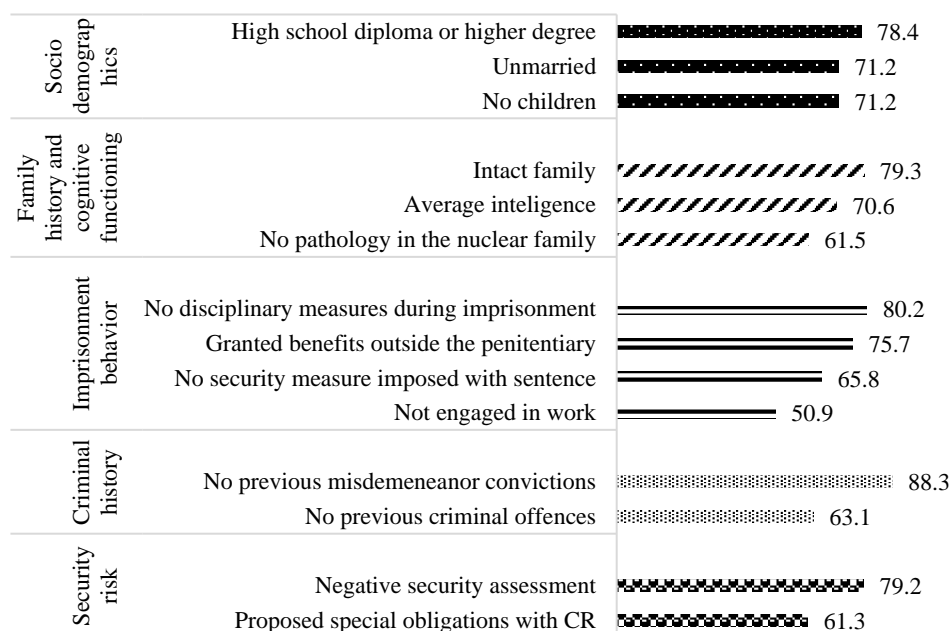 Socio
demograp
hics
High school diploma or higher degree 78.4
Unmarried 71.2
No children 71.2
Family
history and
cognitive
functioning
Intact family 79.3
Average inteligence 70.6
No pathology in the nuclear family 61.5
Imprisonment
behavior
No disciplinary measures during imprisonment 80.2
Granted benefits outside the penitentiary 75.7
No security measure imposed with sentence 65.8
Not engaged in work 50.9
Criminal
history
No previous misdemeneanor convictions 88.3
No previous criminal offences 63.1
Security
risk
Negative security assessment 79.2
Proposed special obligations with CR 61.3